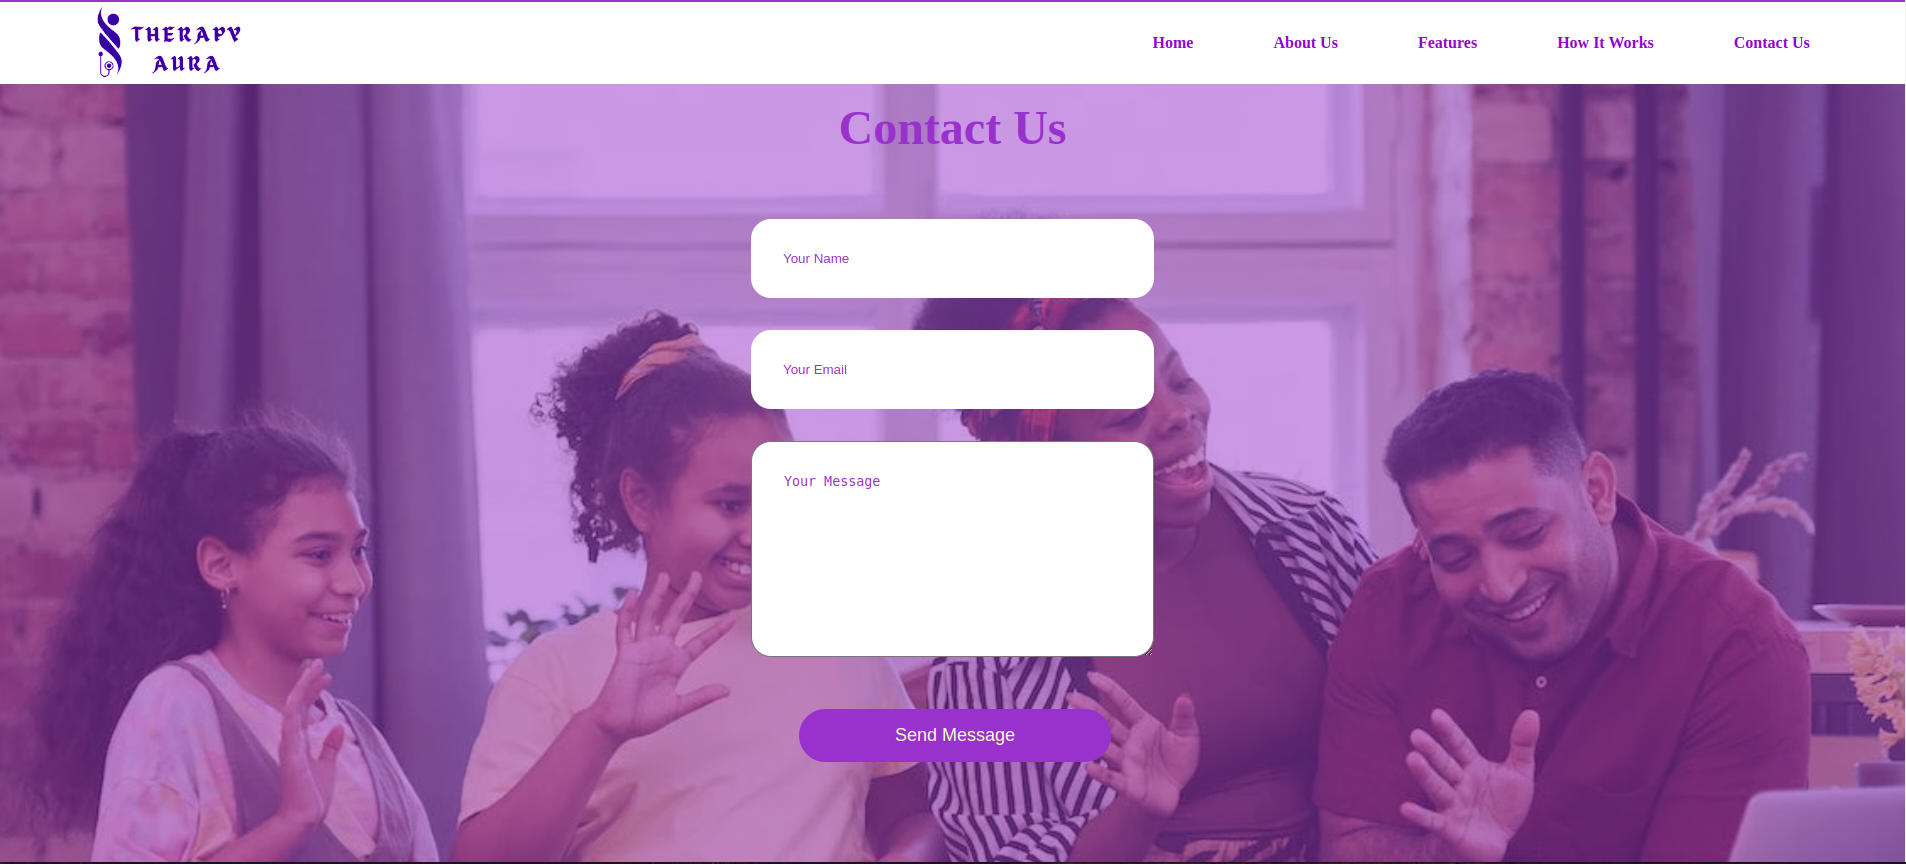 THERAPY
AURA
Home
About Us
Features
How It Works
Contact Us
Contact Us
Your Name
Your Email
Your Message
Send Message